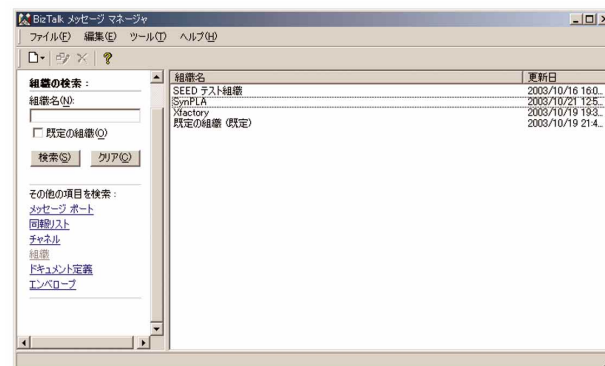 BizTalk メッセージ マネージャ
ファイル(F) 編集(E) ツール(T) ヘルプ(H)
組織の検索：
組織名(N):
既定の組織(O)
検索(S) クリア(C)
その他の項目を検索：
メッセージ ポート
同報リスト
チャネル
組織
ドキュメント定義
エンベロープ
組織名 更新日
SEED テスト組織 2003/10/16 16:0...
SynPLA 2003/10/21 12:5...
Xfactory 2003/10/19 19:3...
既定の組織 (既定) 2003/10/19 21:4...